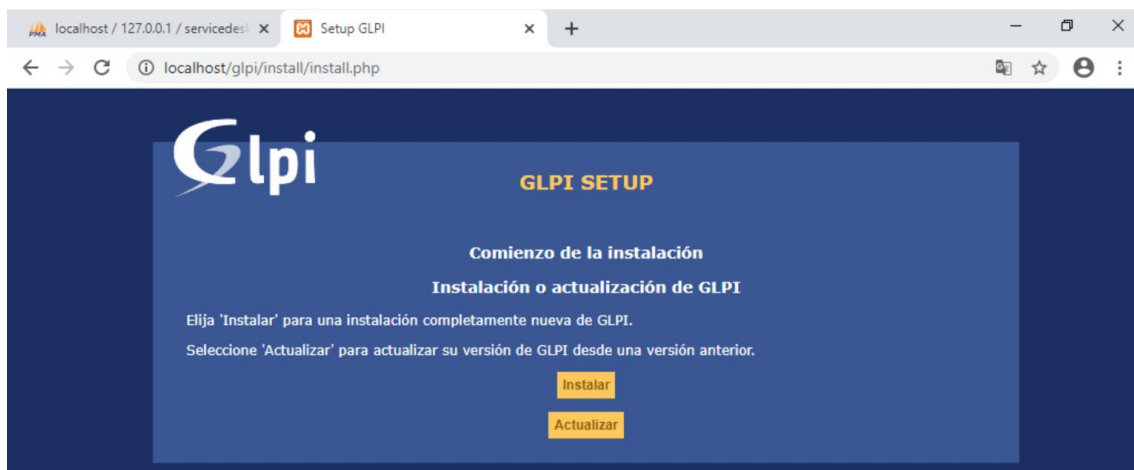 PMA localhost / 127.0.0.1 / servicedes
Setup GLPI
localhost/glpi/install/install.php
Glpi
GLPI SETUP
Comienzo de la instalación
Instalación o actualización de GLPI
Elija 'Instalar' para una instalación completamente nueva de GLPI.
Seleccione 'Actualizar' para actualizar su versión de GLPI desde una versión anterior.
Instalar
Actualizar